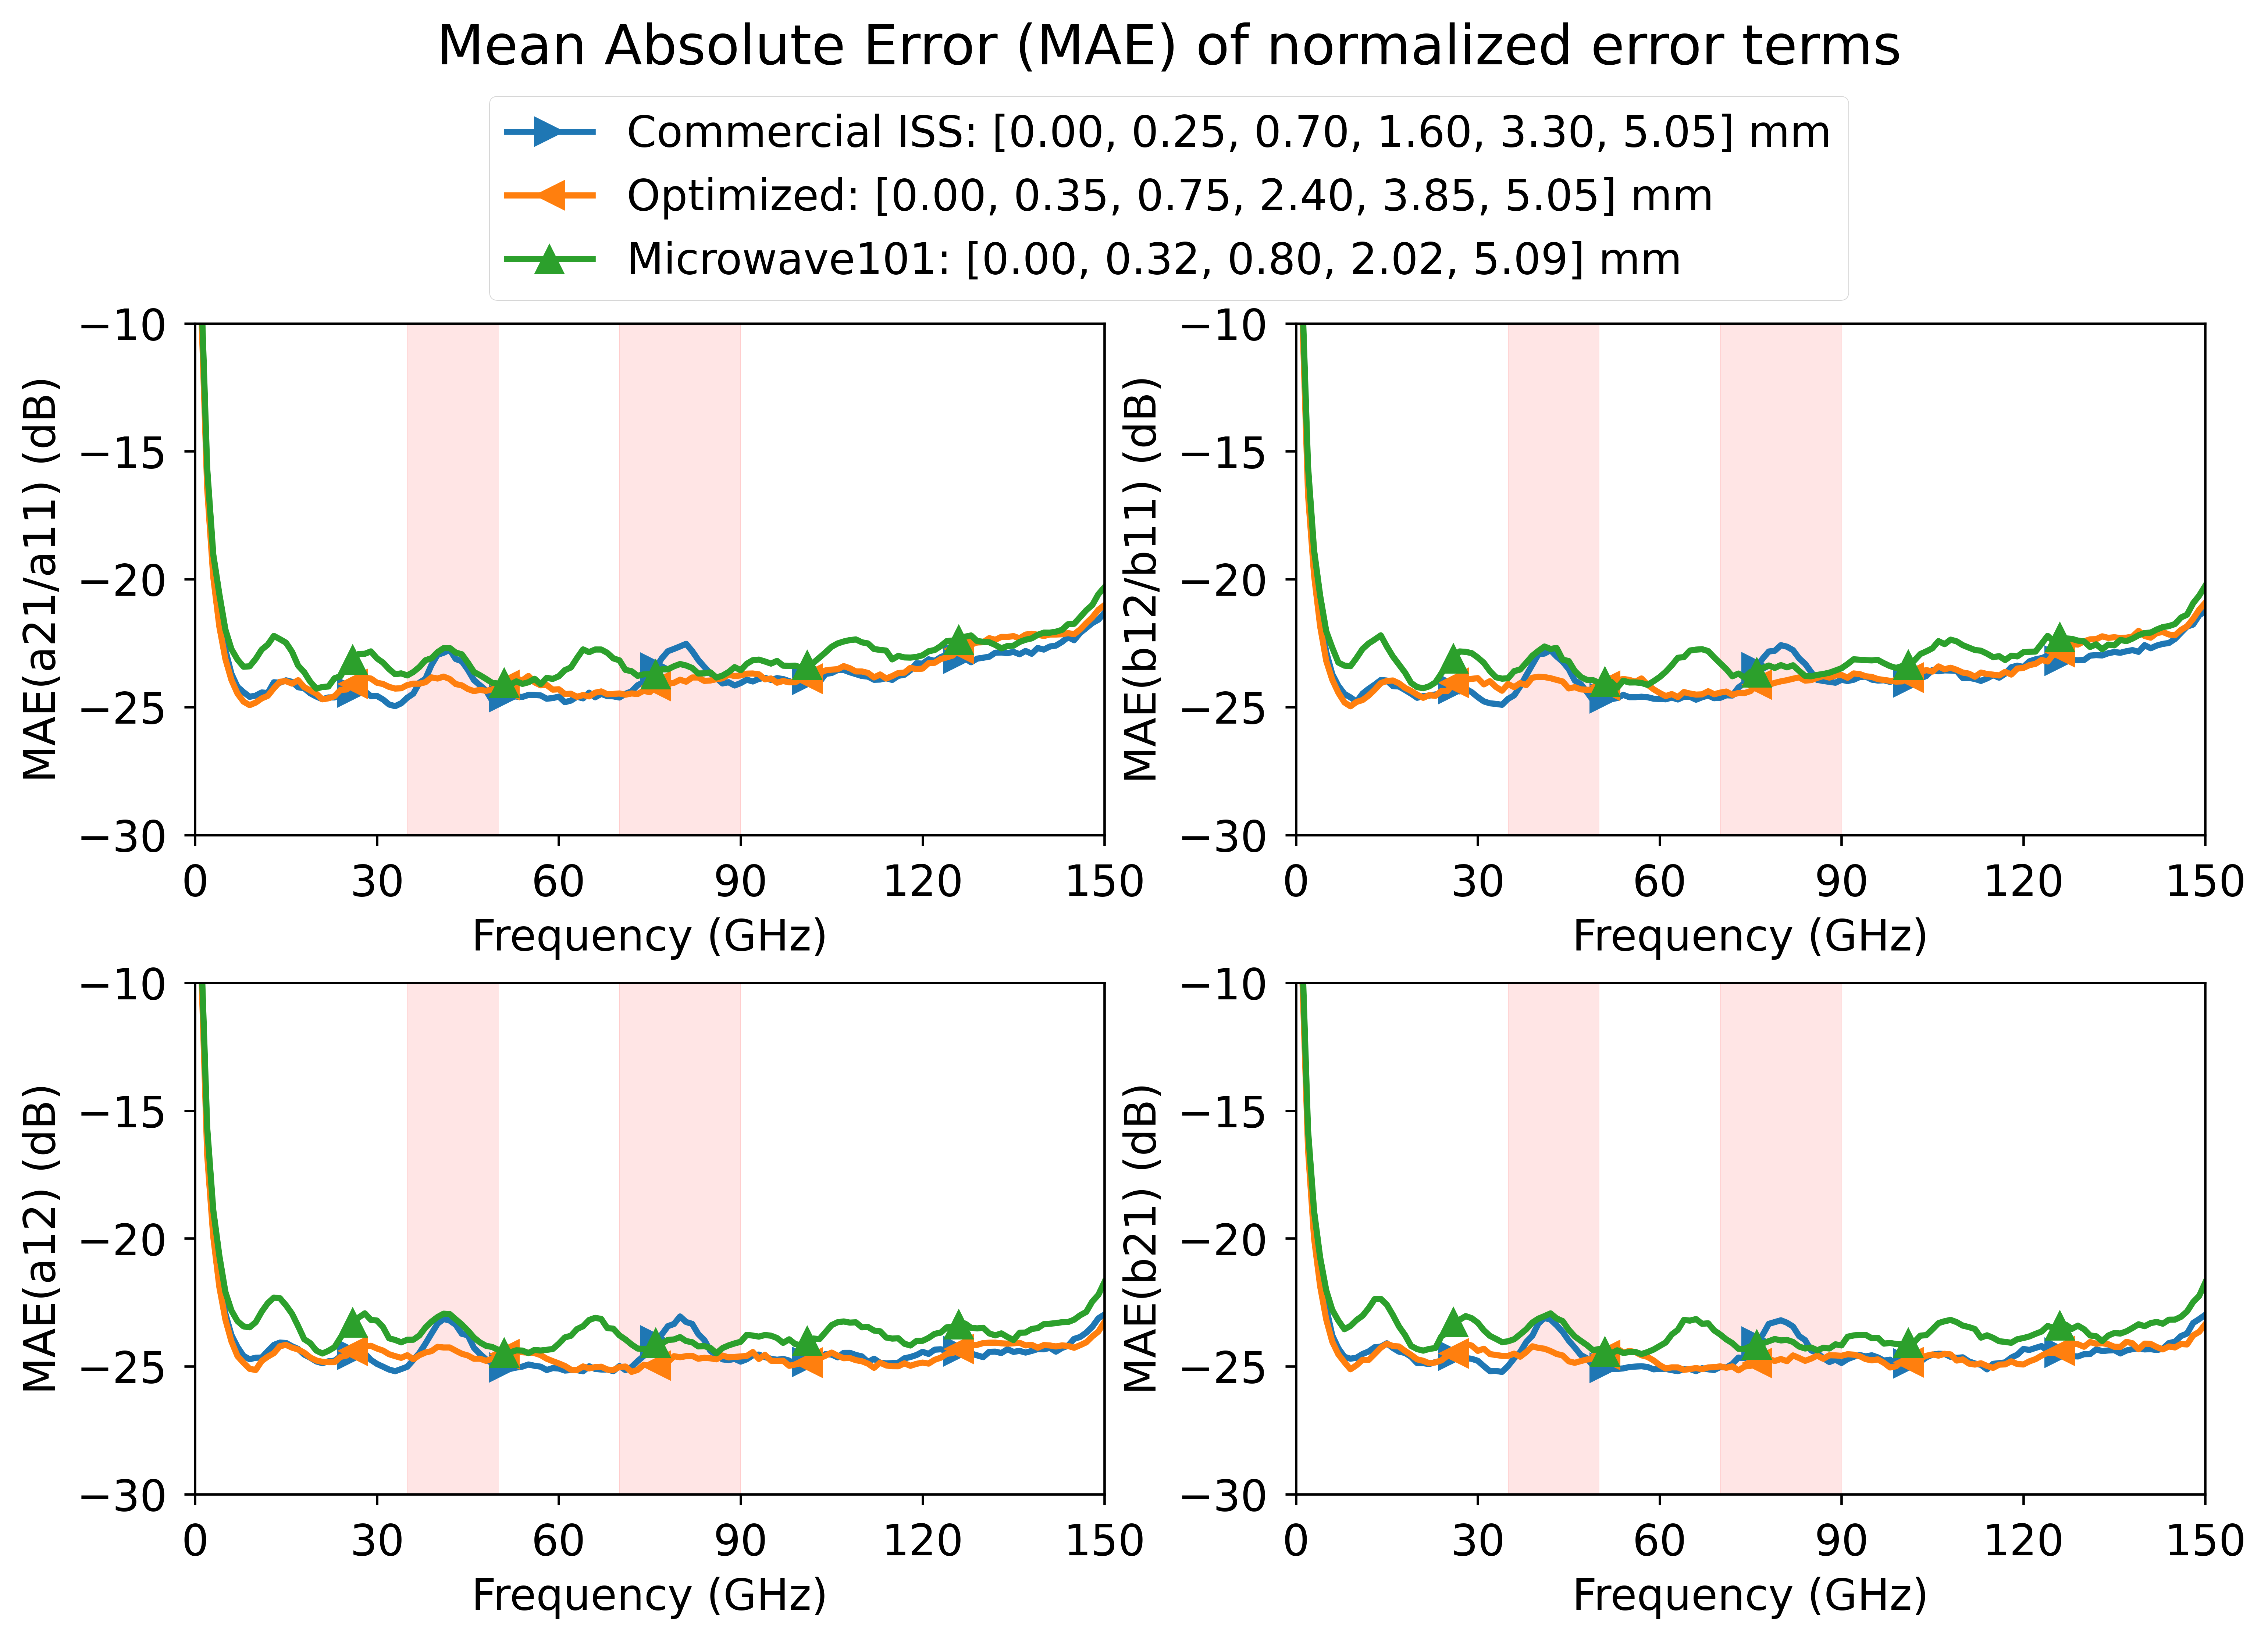 Mean Absolute Error (MAE) of normalized error terms
Commercial ISS: [0.00, 0.25, 0.70, 1.60, 3.30, 5.05] mm
Optimized: [0.00, 0.35, 0.75, 2.40, 3.85, 5.05] mm
Microwave101: [0.00, 0.32, 0.80, 2.02, 5.09] mm
MAE(a21/a11) (dB)
−10
−15
−20
−25
−30
0 30 60 90 120 150
Frequency (GHz)
MAE(b12/b11) (dB)
−10
−15
−20
−25
−30
0 30 60 90 120 150
Frequency (GHz)
MAE(a12) (dB)
−10
−15
−20
−25
−30
0 30 60 90 120 150
Frequency (GHz)
MAE(b21) (dB)
−10
−15
−20
−25
−30
0 30 60 90 120 150
Frequency (GHz)